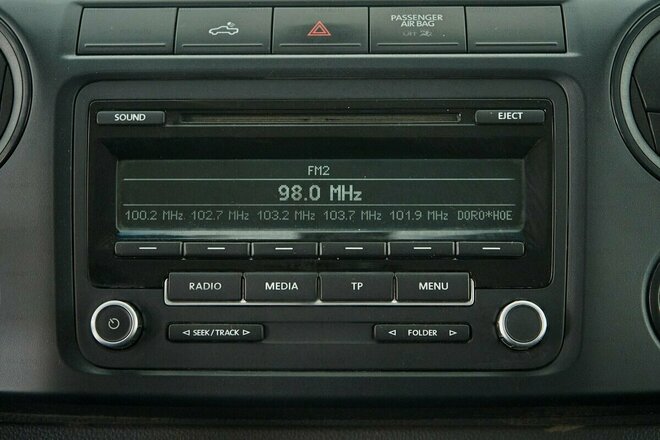 PASSENGER
AIR BAG
OFF
SOUND
EJECT
FM2
98.0 MHz
100.2 MHz 102.7 MHz 103.2 MHz 103.7 MHz 101.9 MHz DORO*HOE
RADIO MEDIA TP MENU
SEEK/TRACK
FOLDER